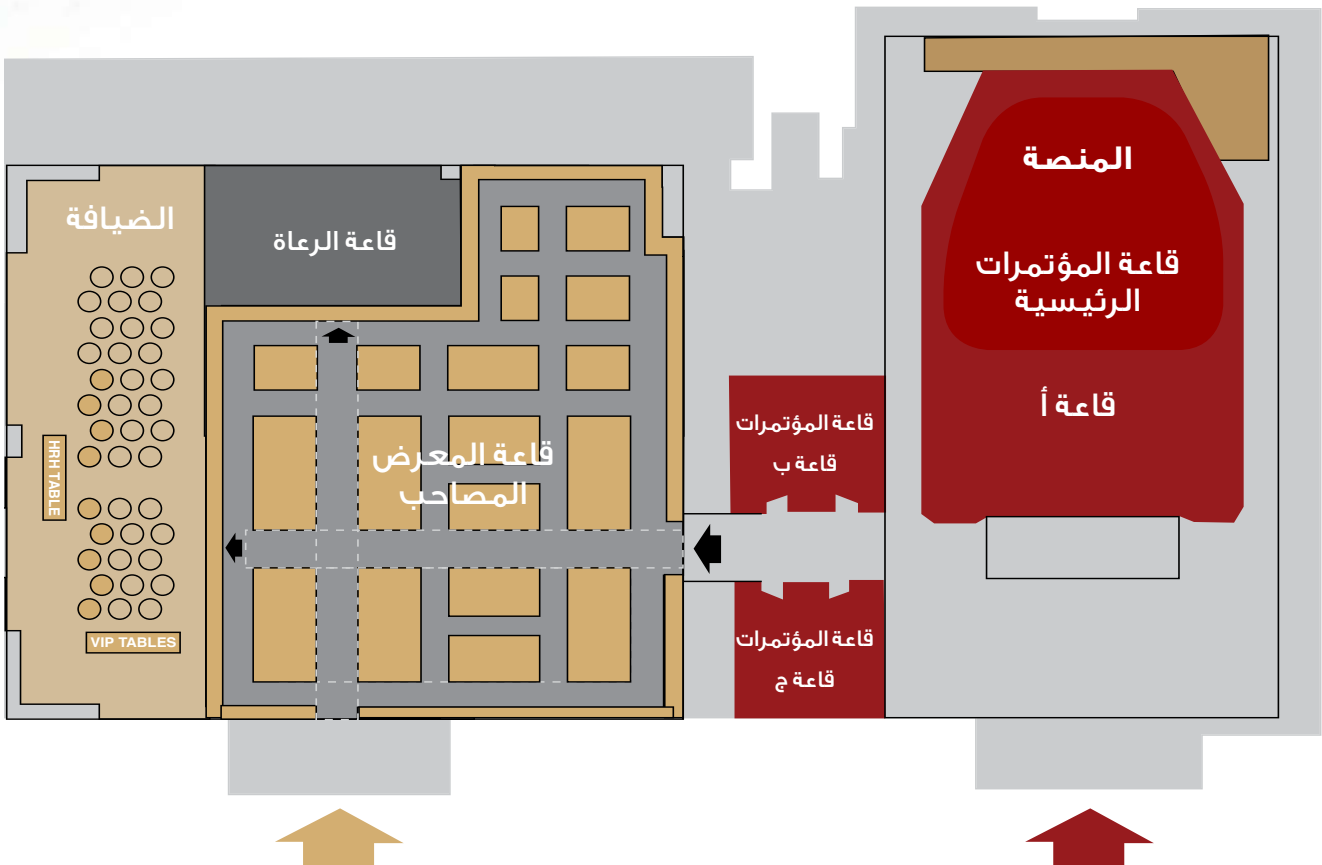 المنصة
قاعة المؤتمرات
الرئيسية
قاعة أ
قاعة المؤتمرات
قاعة ب
قاعة المؤتمرات
قاعة ج
قاعة الرعاة
قاعة المعرض
المصاحب
الضيافة
HRH TABLE
VIP TABLES